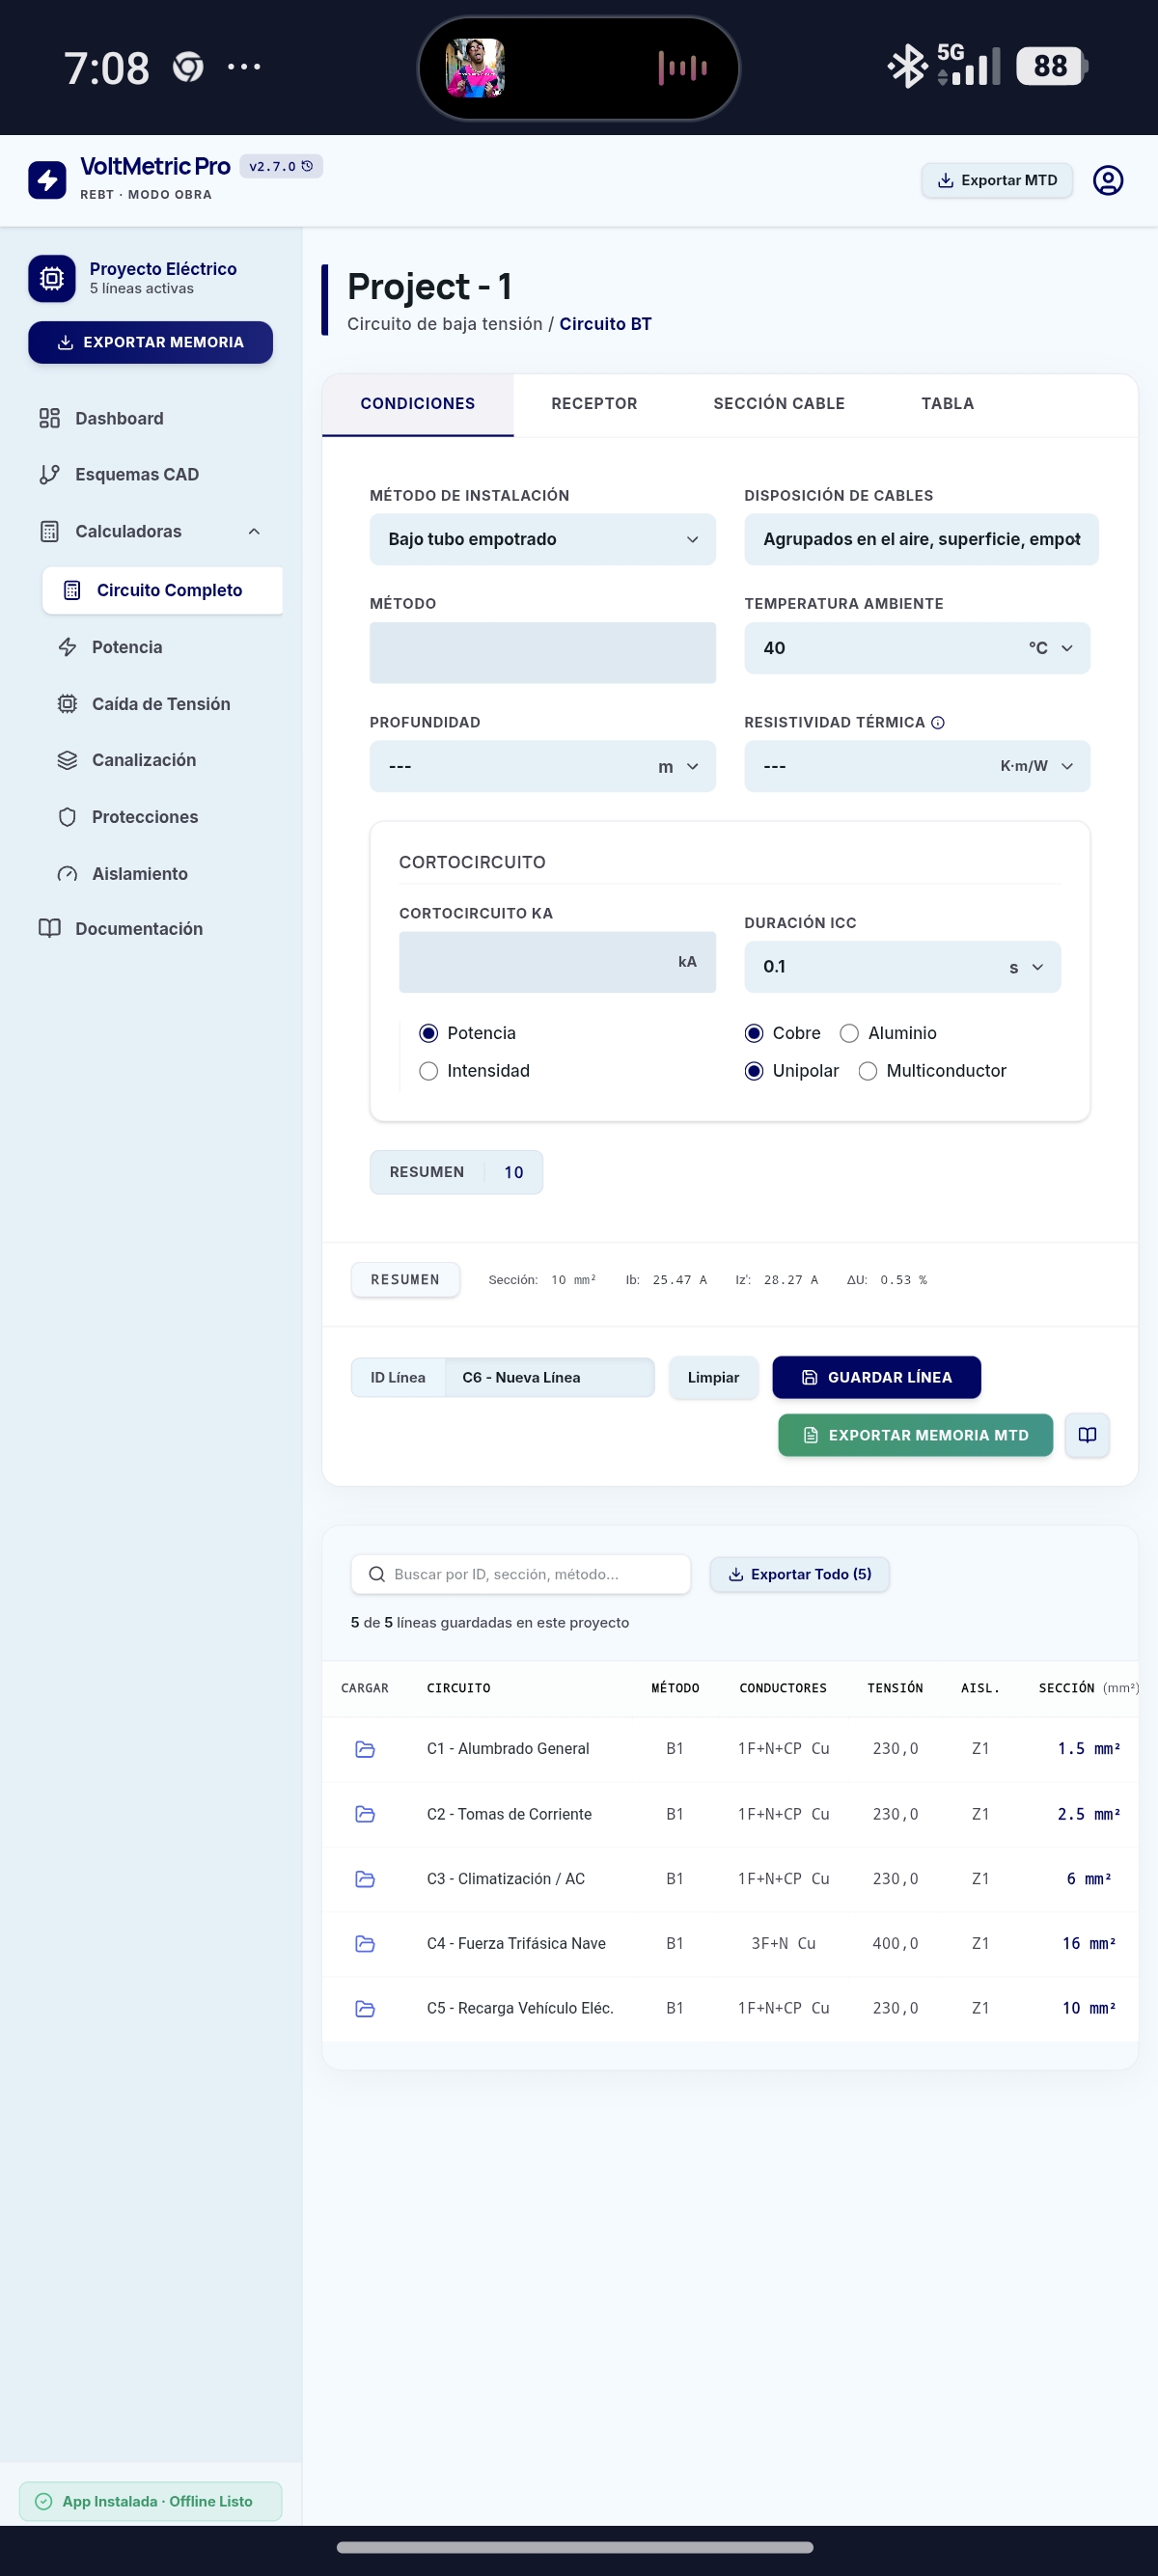 7:08 ... 5G 88
VoltMetric Pro v2.7.0
REBT · MODO OBRA
Exportar MTD
Proyecto Eléctrico
5 líneas activas
EXPORTAR MEMORIA
Dashboard
Esquemas CAD
Calculadoras
Circuito Completo
Potencia
Caída de Tensión
Canalización
Protecciones
Aislamiento
Documentación
App Instalada · Offline Listo
Project - 1
Circuito de baja tensión / Circuito BT
CONDICIONES RECEPTOR SECCIÓN CABLE TABLA
MÉTODO DE INSTALACIÓN DISPOSICIÓN DE CABLES
Bajo tubo empotrado Agrupados en el aire, superficie, empot
MÉTODO TEMPERATURA AMBIENTE
40 °C
PROFUNDIDAD RESISTIVIDAD TÉRMICA
--- m --- K·m/W
CORTOCIRCUITO
CORTOCIRCUITO KA DURACIÓN ICC
kA 0.1 s
Potencia Cobre Aluminio
Intensidad Unipolar Multiconductor
RESUMEN 10
RESUMEN Sección: 10 mm² Ib: 25.47 A Iz': 28.27 A ΔU: 0.53 %
ID Línea C6 - Nueva Línea Limpiar GUARDAR LÍNEA
EXPORTAR MEMORIA MTD
Buscar por ID, sección, método... Exportar Todo (5)
5 de 5 líneas guardadas en este proyecto
CARGAR CIRCUITO MÉTODO CONDUCTORES TENSIÓN AISL. SECCIÓN (mm²)
C1 - Alumbrado General B1 1F+N+CP Cu 230,0 Z1 1.5 mm²
C2 - Tomas de Corriente B1 1F+N+CP Cu 230,0 Z1 2.5 mm²
C3 - Climatización / AC B1 1F+N+CP Cu 230,0 Z1 6 mm²
C4 - Fuerza Trifásica Nave B1 3F+N Cu 400,0 Z1 16 mm²
C5 - Recarga Vehículo Eléc. B1 1F+N+CP Cu 230,0 Z1 10 mm²